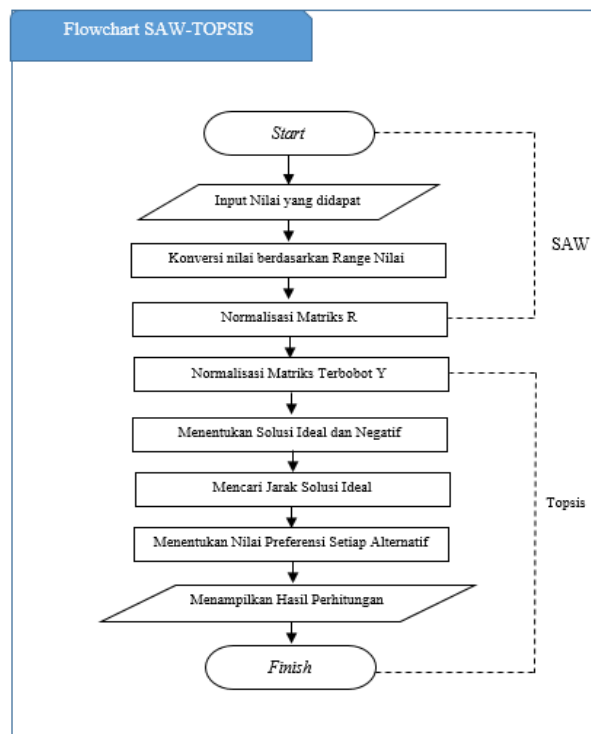 Flowchart SAW-TOPSIS
Start
Input Nilai yang didapat
Konversi nilai berdasarkan Range Nilai
SAW
Normalisasi Matriks R
Normalisasi Matriks Terbobot Y
Menentukan Solusi Ideal dan Negatif
Mencari Jarak Solusi Ideal
Topsis
Menentukan Nilai Preferensi Setiap Alternatif
Menampilkan Hasil Perhitungan
Finish